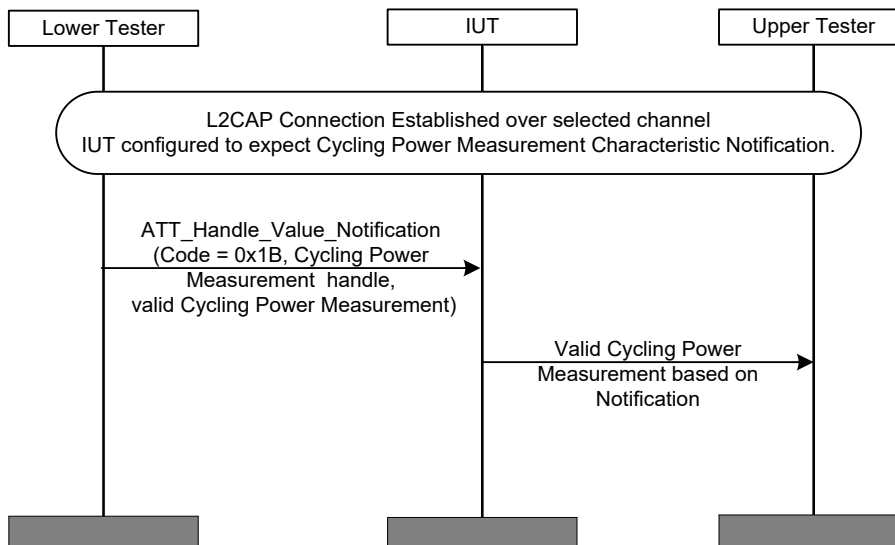 Lower Tester
IUT
Upper Tester
L2CAP Connection Established over selected channel
IUT configured to expect Cycling Power Measurement Characteristic Notification.
ATT_Handle_Value_Notification
(Code = 0x1B, Cycling Power
Measurement handle,
valid Cycling Power Measurement)
Valid Cycling Power
Measurement based on
Notification